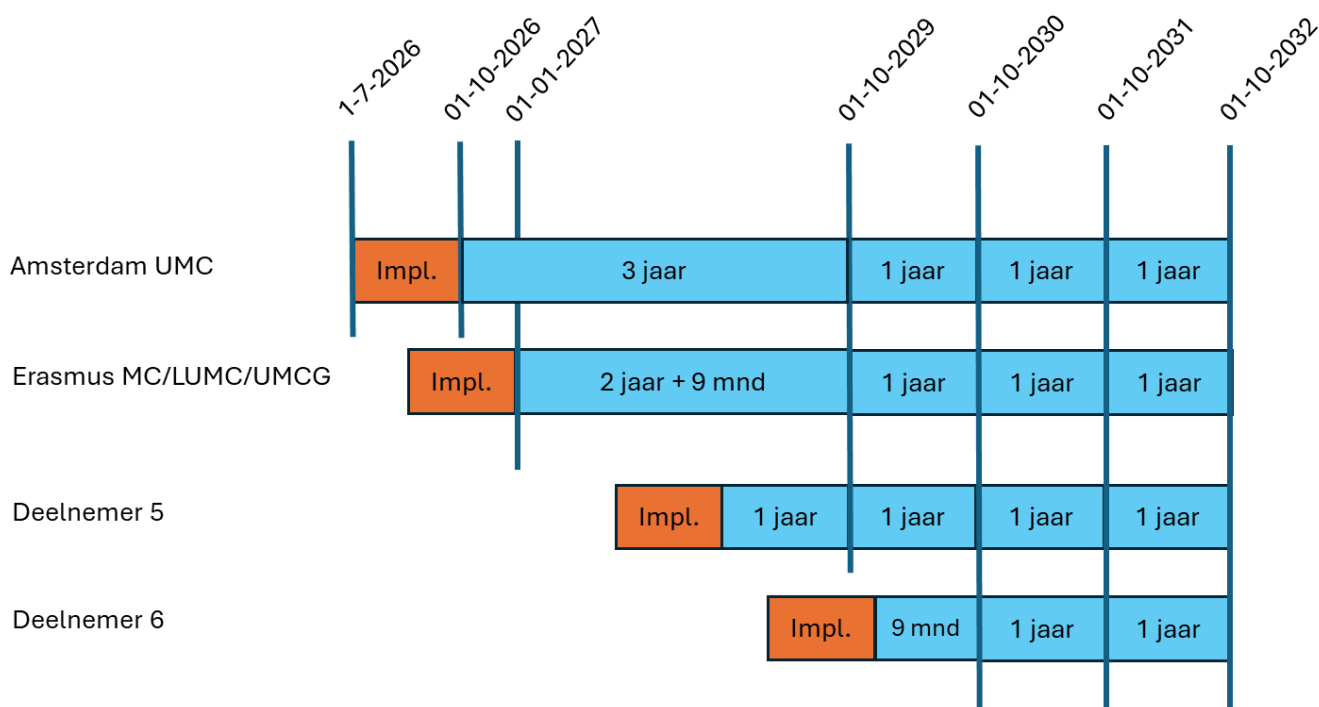 1-7-2026
01-10-2026
01-01-2027
01-10-2029
01-10-2030
01-10-2031
01-10-2032
Amsterdam UMC
Impl.
3 jaar
1 jaar
1 jaar
1 jaar
Erasmus MC/LUMC/UMCG
Impl.
2 jaar + 9 mnd
1 jaar
1 jaar
1 jaar
Deelnemer 5
Impl.
1 jaar
1 jaar
1 jaar
1 jaar
Deelnemer 6
Impl.
9 mnd
1 jaar
1 jaar